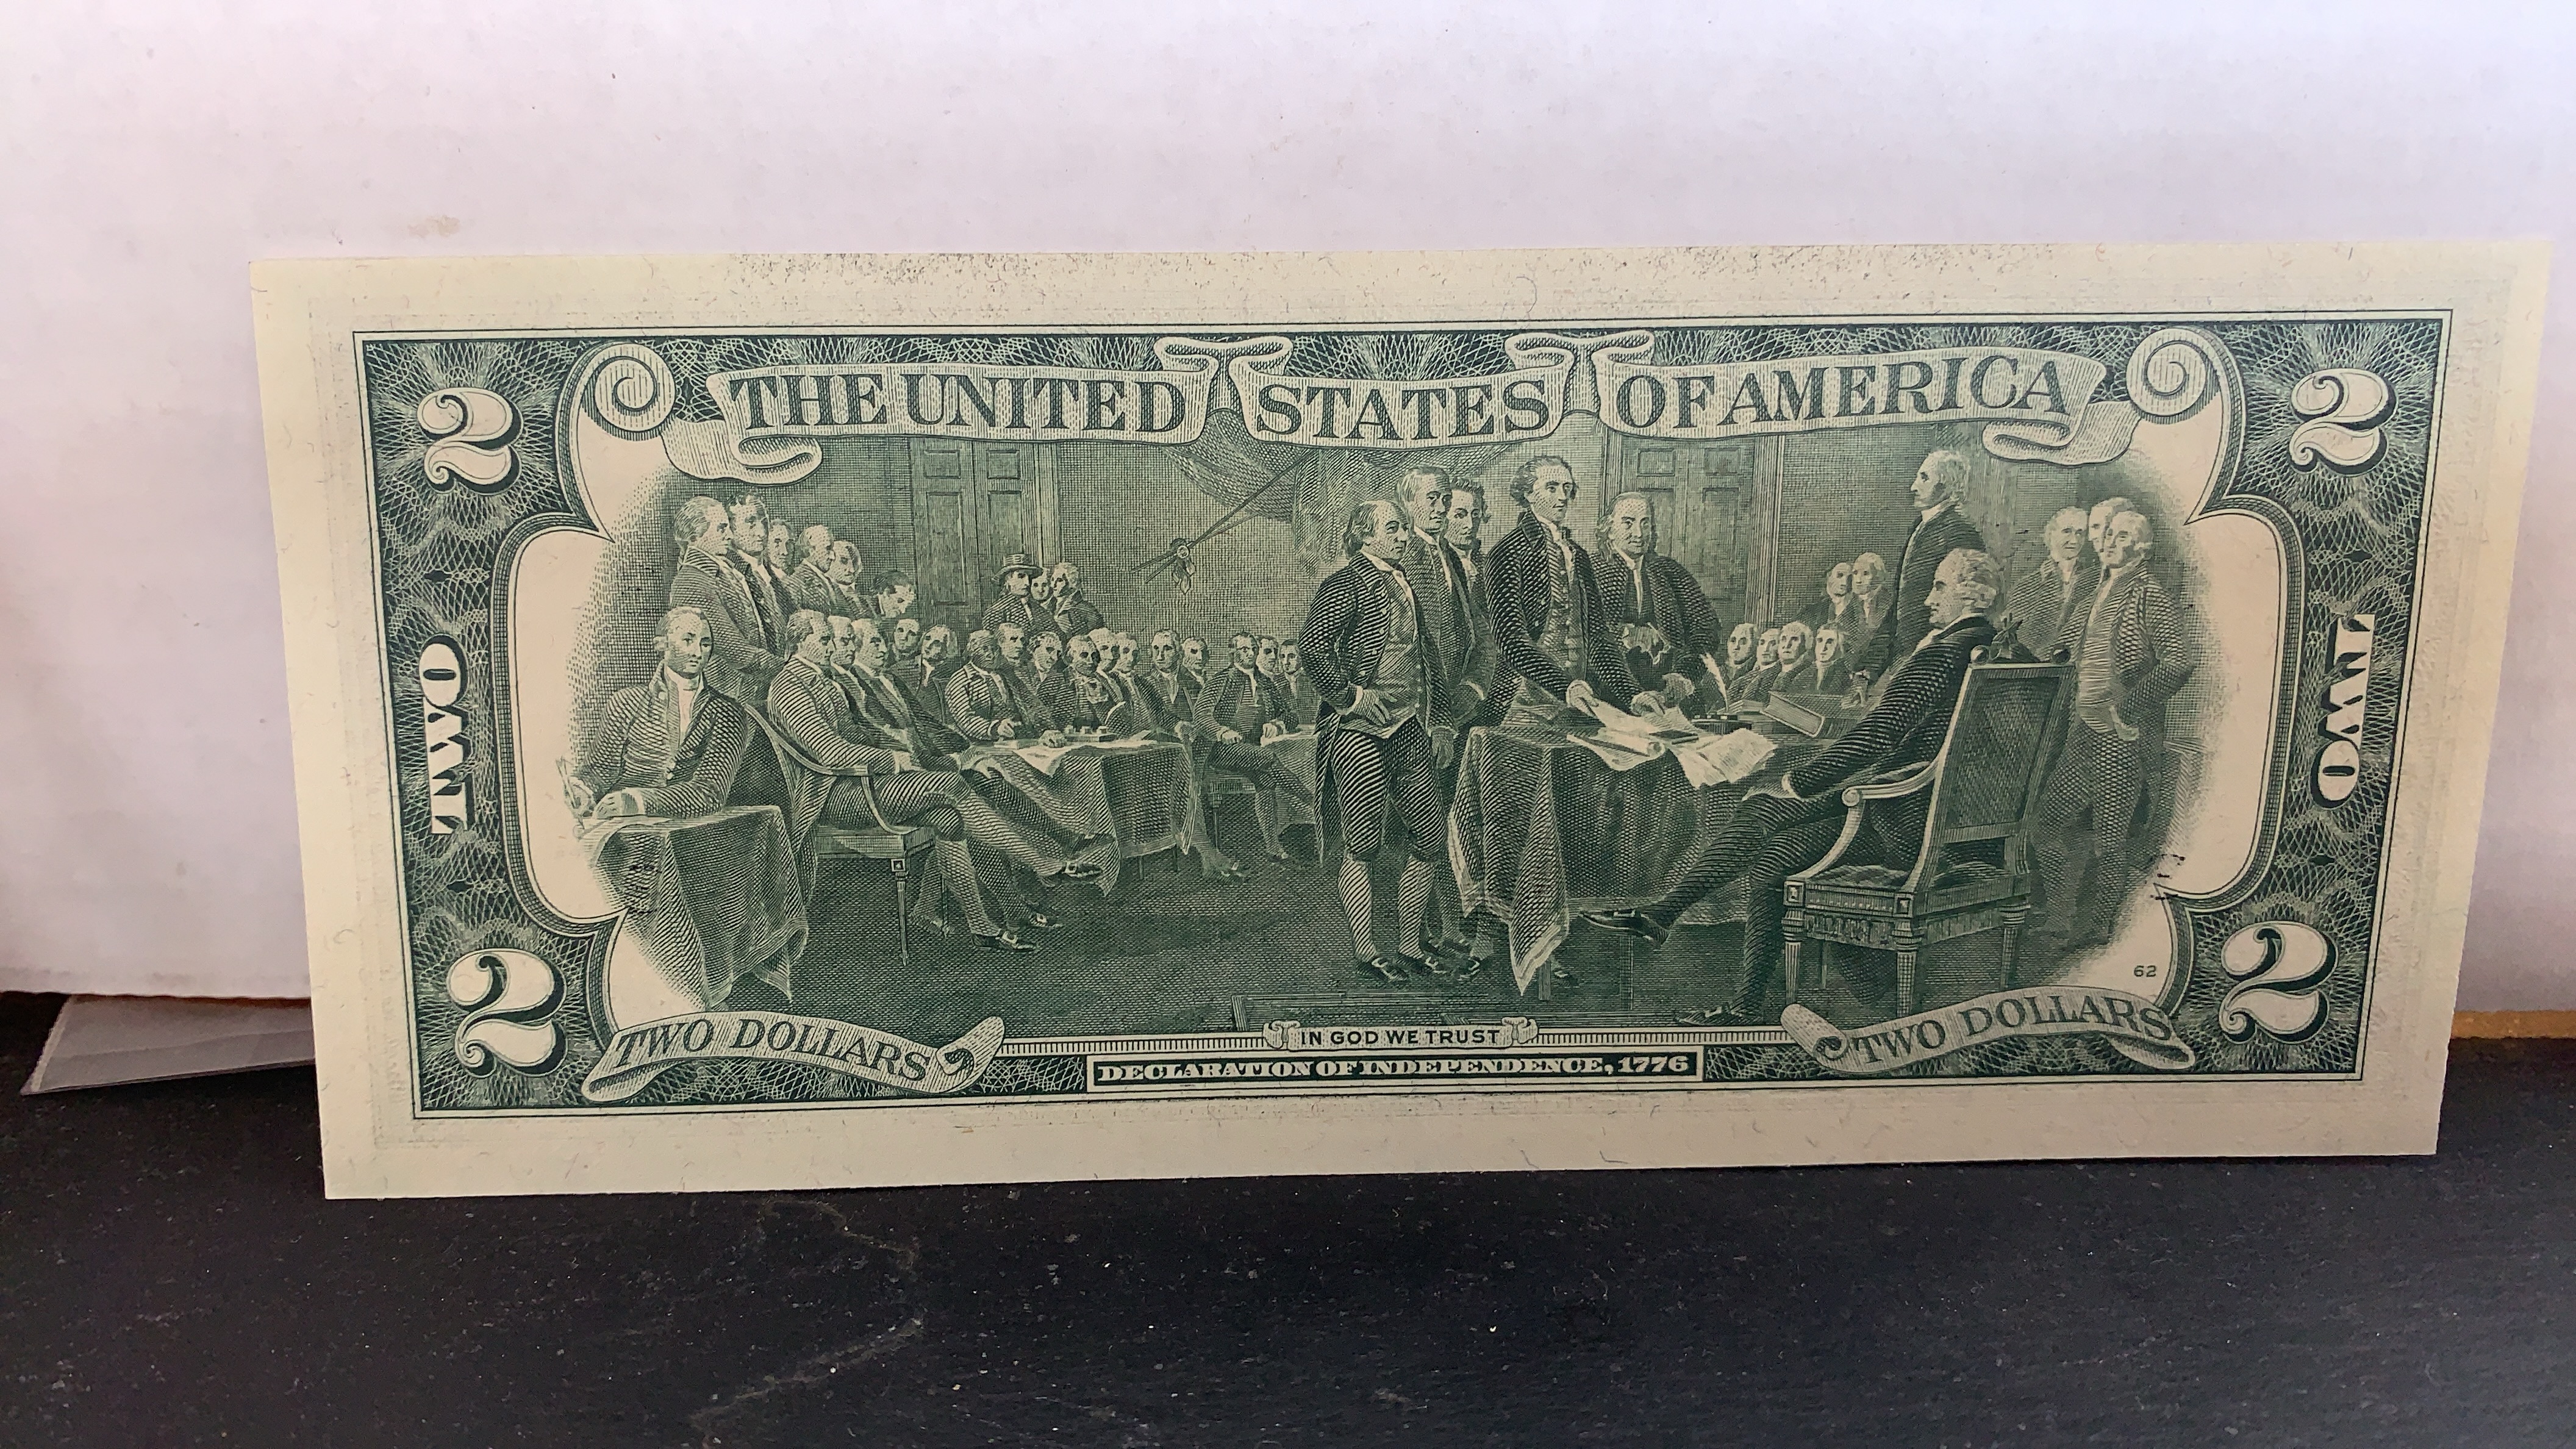 THE UNITED STATES OF AMERICA
2 2
TWO TWO
62
2 2
TWO DOLLARS TWO DOLLARS
IN GOD WE TRUST
DECLARATION OF INDEPENDENCE, 1776